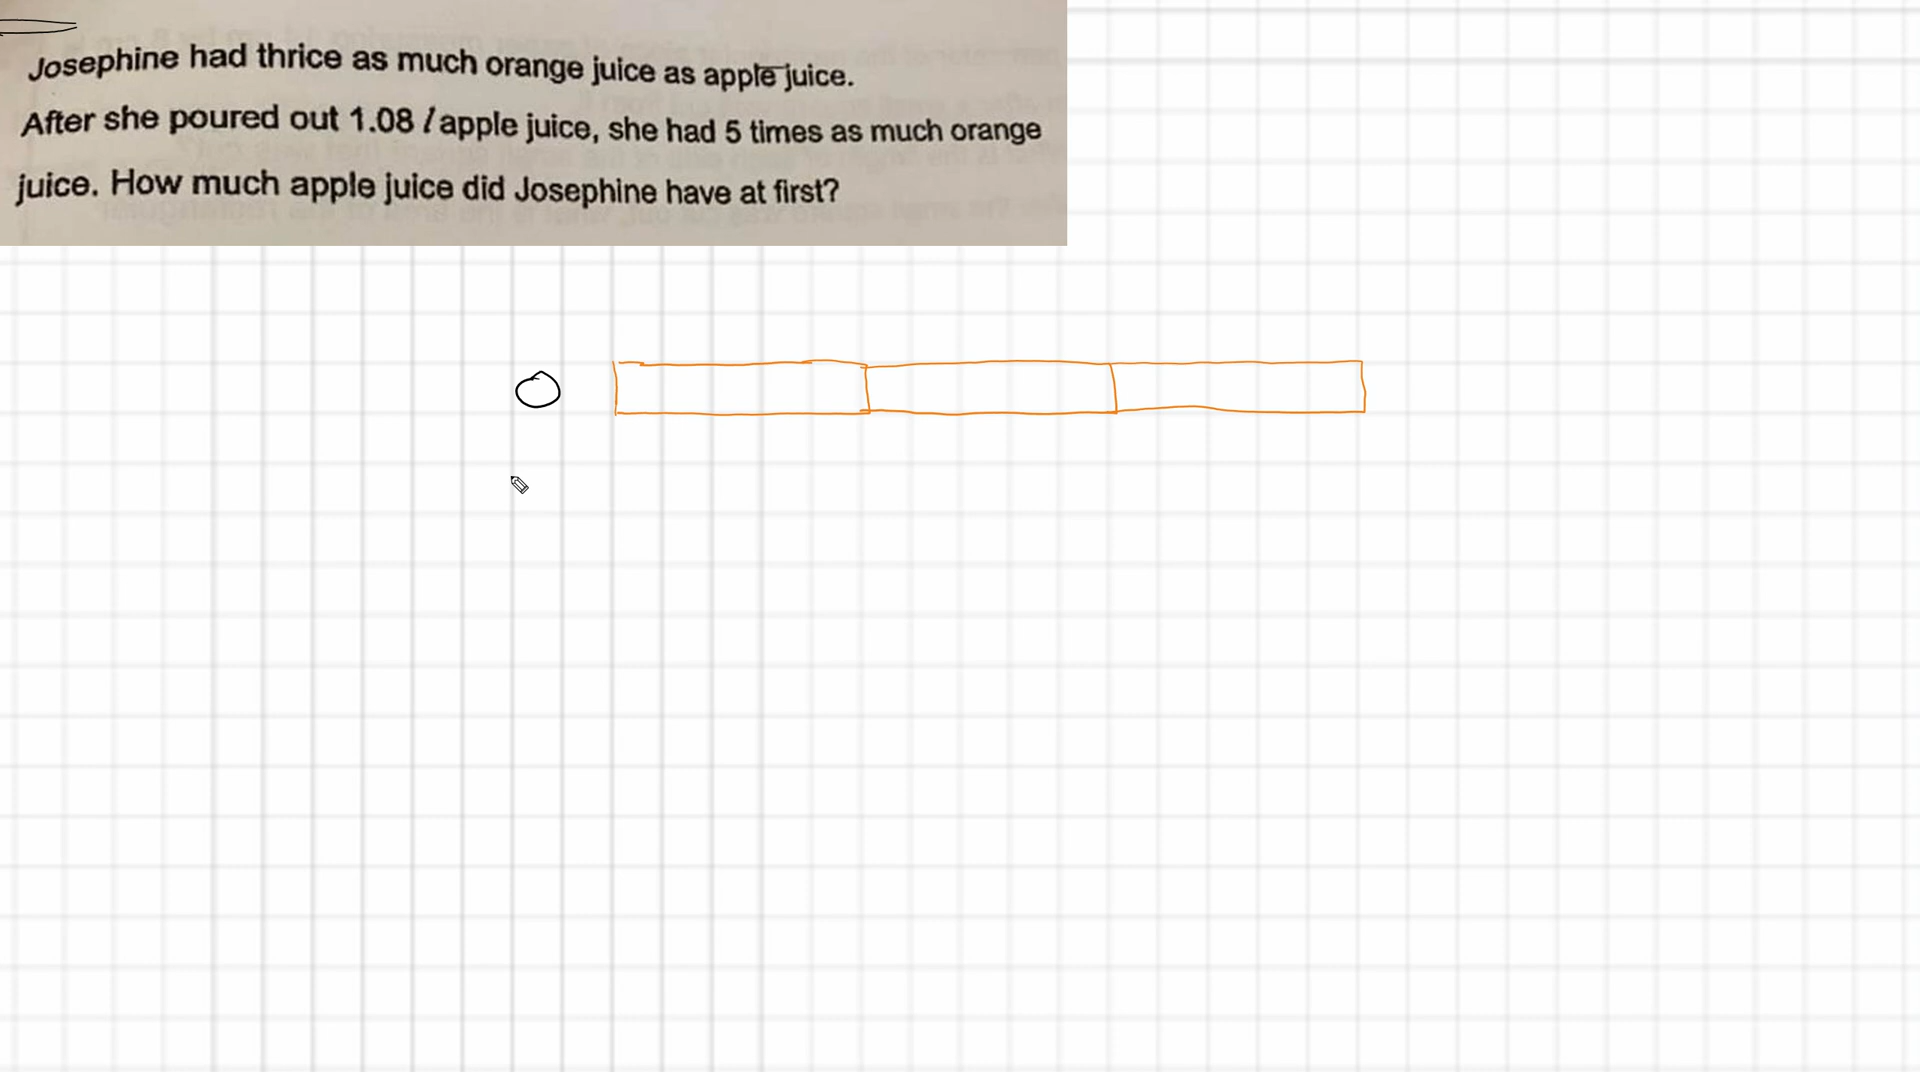 Josephine had thrice as much orange juice as apple juice.
After she poured out 1.08 l apple juice, she had 5 times as much orange
juice. How much apple juice did Josephine have at first?
O